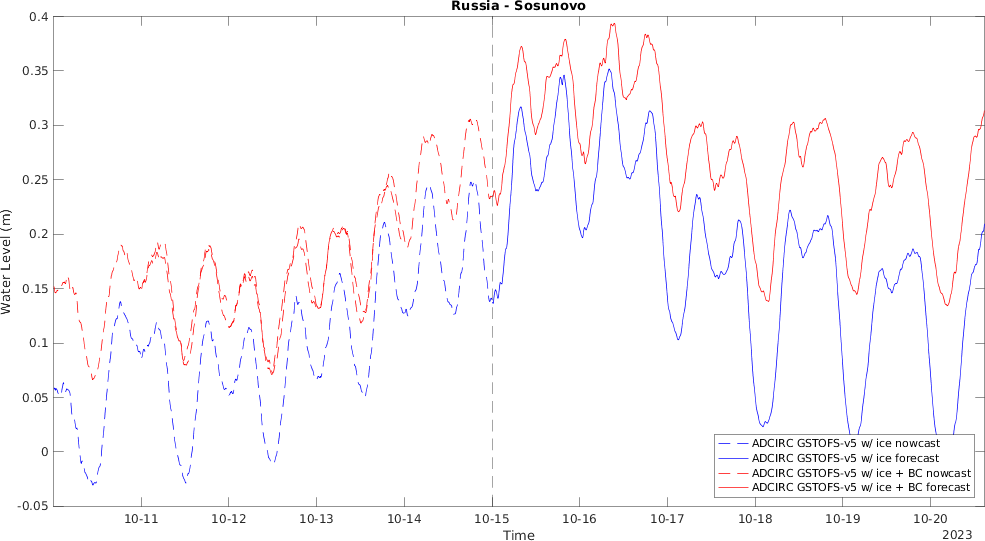 Russia - Sosunovo
0.4
0.35
0.3
0.25
0.2
0.15
0.1
0.05
0
-0.05
Water Level (m)
10-11 10-12 10-13 10-14 10-15 10-16 10-17 10-18 10-19 10-20
Time
2023
ADCIRC GSTOFS-v5 w/ ice nowcast
ADCIRC GSTOFS-v5 w/ ice forecast
ADCIRC GSTOFS-v5 w/ ice + BC nowcast
ADCIRC GSTOFS-v5 w/ ice + BC forecast